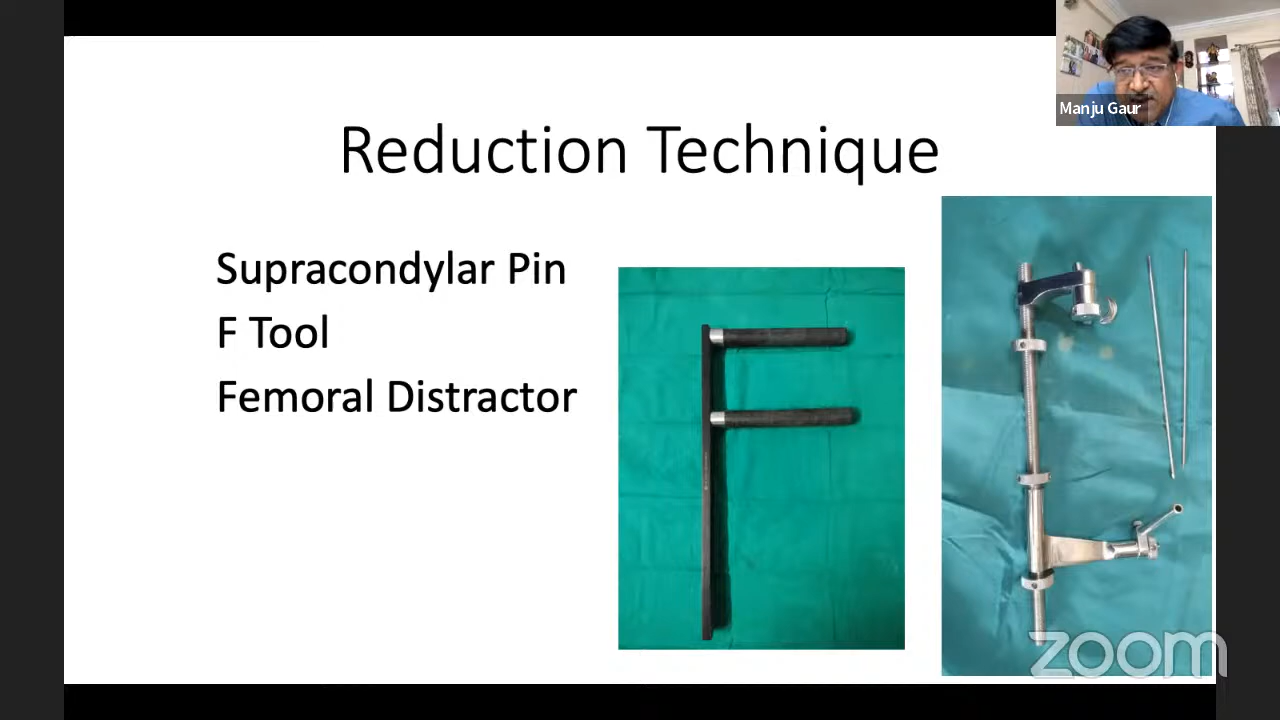 Manju Gaur
Reduction Technique
Supracondylar Pin
F Tool
Femoral Distractor
zoom